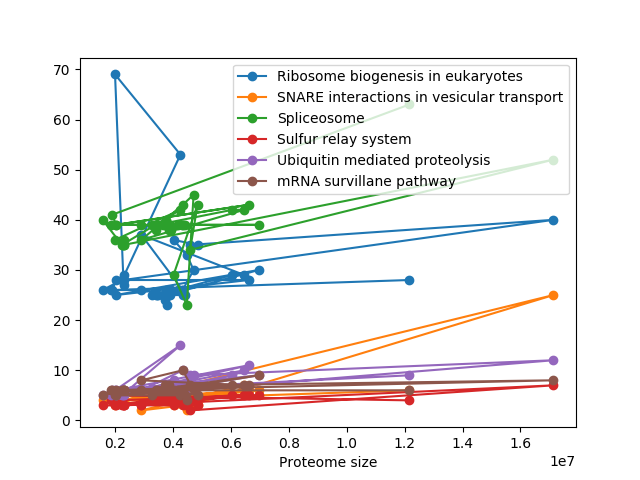 70
60
50
40
30
20
10
0
Ribosome biogenesis in eukaryotes
SNARE interactions in vesicular transport
Spliceosome
Sulfur relay system
Ubiquitin mediated proteolysis
mRNA survillane pathway
0.2 0.4 0.6 0.8 1.0 1.2 1.4 1.6
1e7
Proteome size